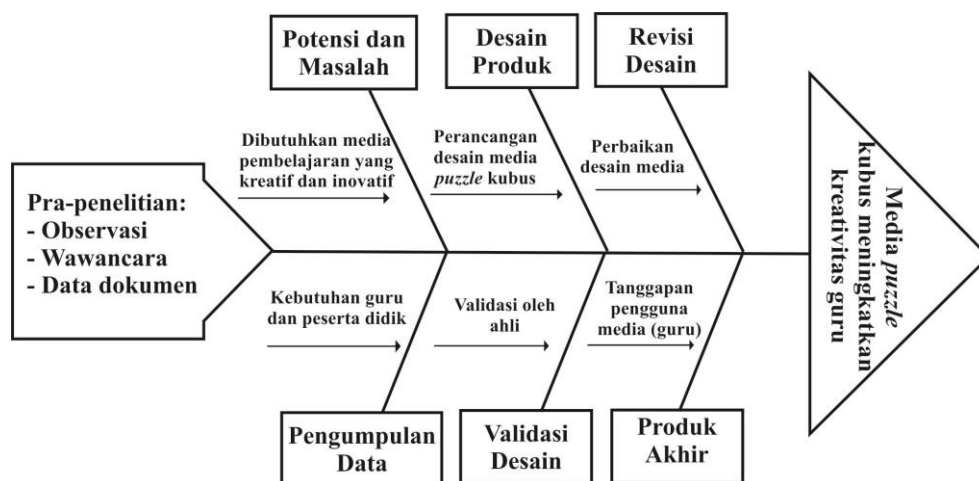 Potensi dan
Masalah
Desain
Produk
Revisi
Desain
Dibutuhkan media
pembelajaran yang
kreatif dan inovatif
Perancangan
desain media
puzzle kubus
Perbaikan
desain media
Pra-penelitian:
- Observasi
- Wawancara
- Data dokumen
Media puzzle
kubus meningkatkan
kreativitas guru
Kebutuhan guru
dan peserta didik
Validasi oleh
ahli
Tanggapan
pengguna
media (guru)
Pengumpulan
Data
Validasi
Desain
Produk
Akhir